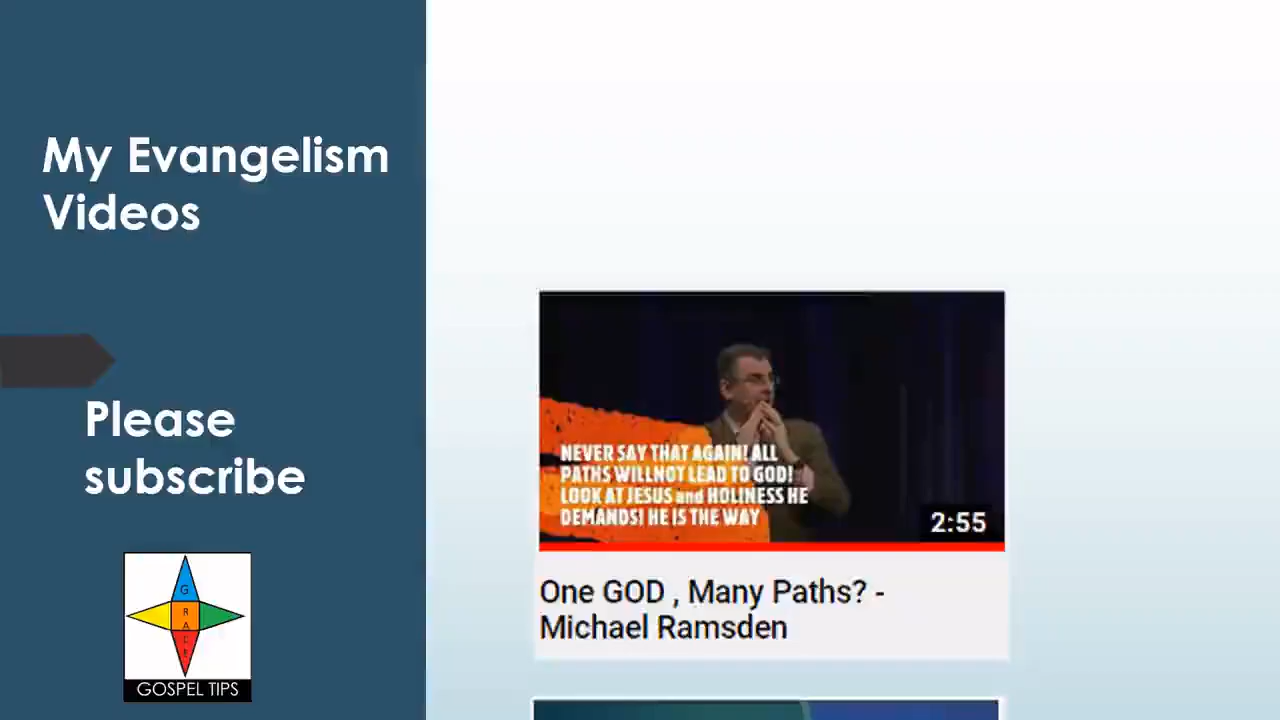 My Evangelism
Videos
Please
subscribe
G
R
A
C
E
GOSPEL TIPS
NEVER SAY THAT AGAIN! ALL
PATHS WILLNOT LEAD TO GOD!
LOOK AT JESUS and HOLINESS HE
DEMANDS! HE IS THE WAY
2:55
One GOD , Many Paths? -
Michael Ramsden